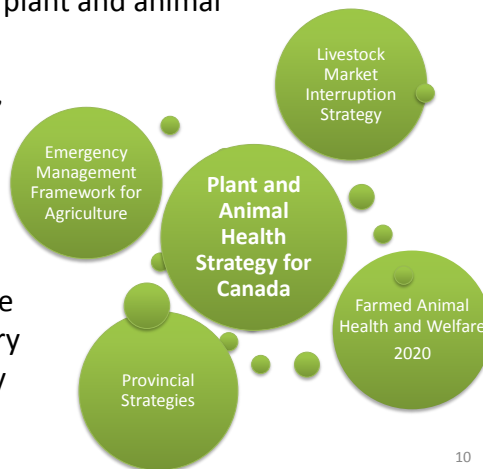 plant and animal
Livestock
Market
Interruption
Strategy
Emergency
Management
Framework for
Agriculture
Plant and
Animal
Health
Strategy for
Canada
Farmed Animal
Health and Welfare
2020
Provincial
Strategies
10